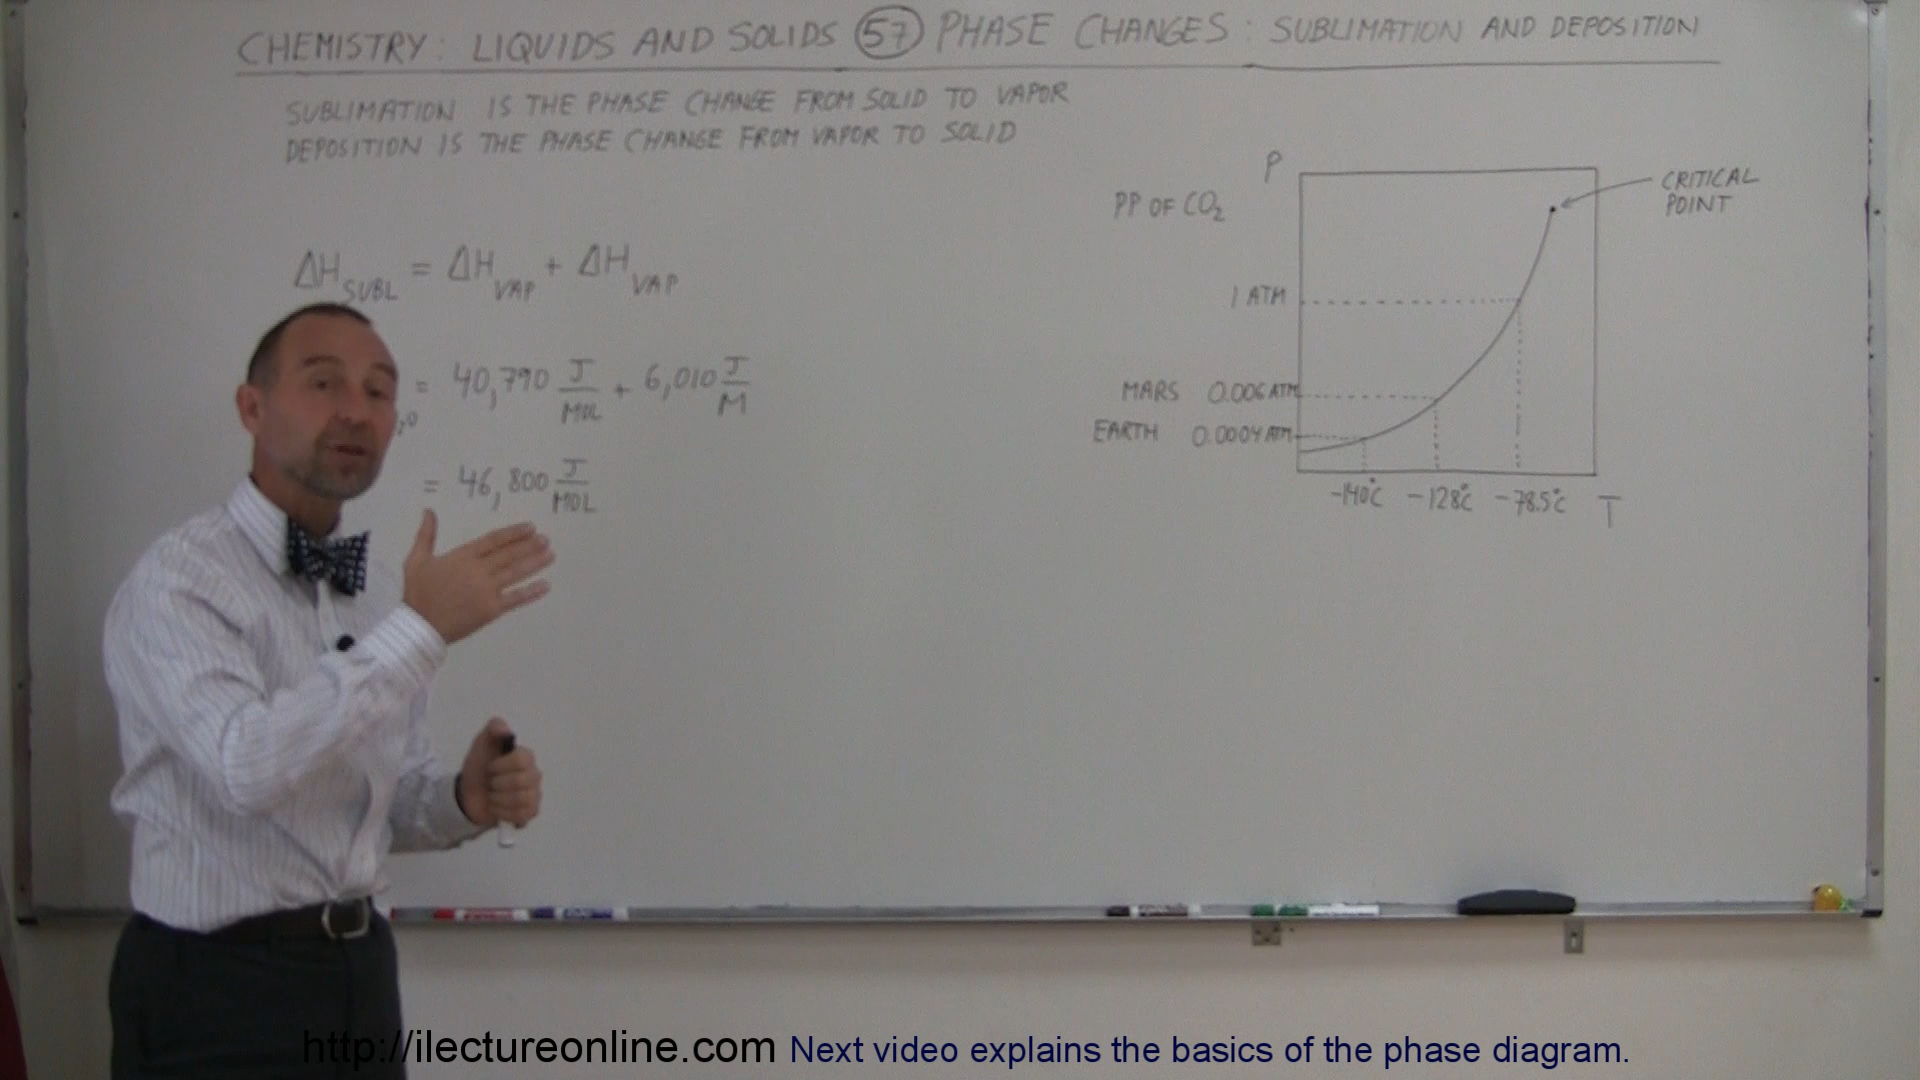 CHEMISTRY: LIQUIDS AND SOLIDS 57 PHASE CHANGES: SUBLIMATION AND DEPOSITION
SUBLIMATION IS THE PHASE CHANGE FROM SOLID TO VAPOR
DEPOSITION IS THE PHASE CHANGE FROM VAPOR TO SOLID
ΔH SUBL = ΔH VAP + ΔH VAP
= 40,790 J/MOL + 6,010 J/M
= 46,800 J/MOL
P
CRITICAL
POINT
PP OF CO₂
1 ATM
MARS 0.006 ATM
EARTH 0.0004 ATM
-140°C -128°C -78.5°C T
http://ilectureonline.com Next video explains the basics of the phase diagram.